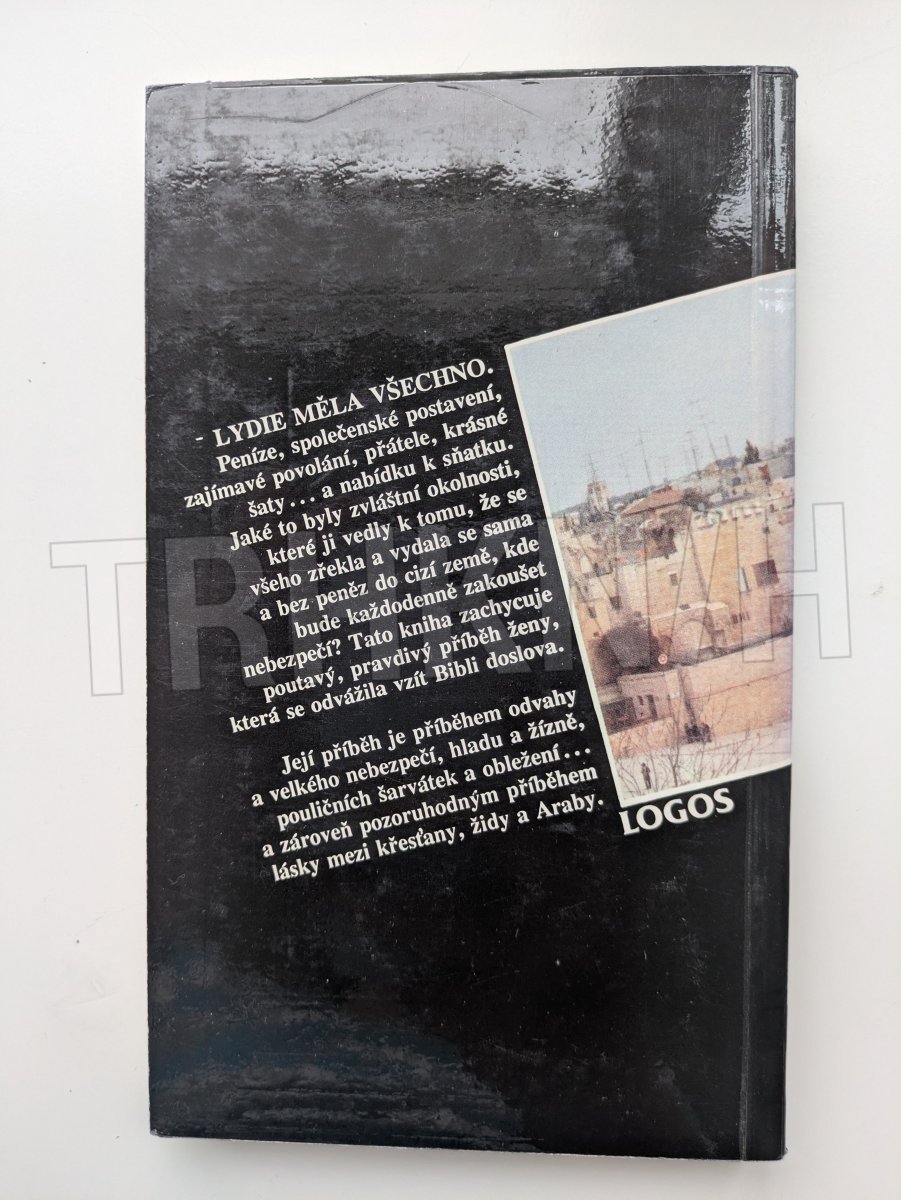 - LYDIE MĚLA VŠECHNO.
Peníze, společenské postavení,
zajímavé povolání, přátele, krásné
šaty... a nabídku k sňatku.
Jaké to byly zvláštní okolnosti,
které ji vedly k tomu, že se
všeho zřekla a vydala se sama
a bez peněz do cizí země, kde
bude každodenné zakoušet
nebezpečí? Tato kniha zachycuje
poutavý, pravdivý příběh ženy,
která se odvážila vzít Bibli doslova.
Její příběh je příběhem odvahy
a velkého nebezpečí, hladu a žízně,
pouličních šarvátek a obležení...
a zároveň pozoruhodným příběhem
lásky mezi křesťany, židy a Araby.
LOGOS